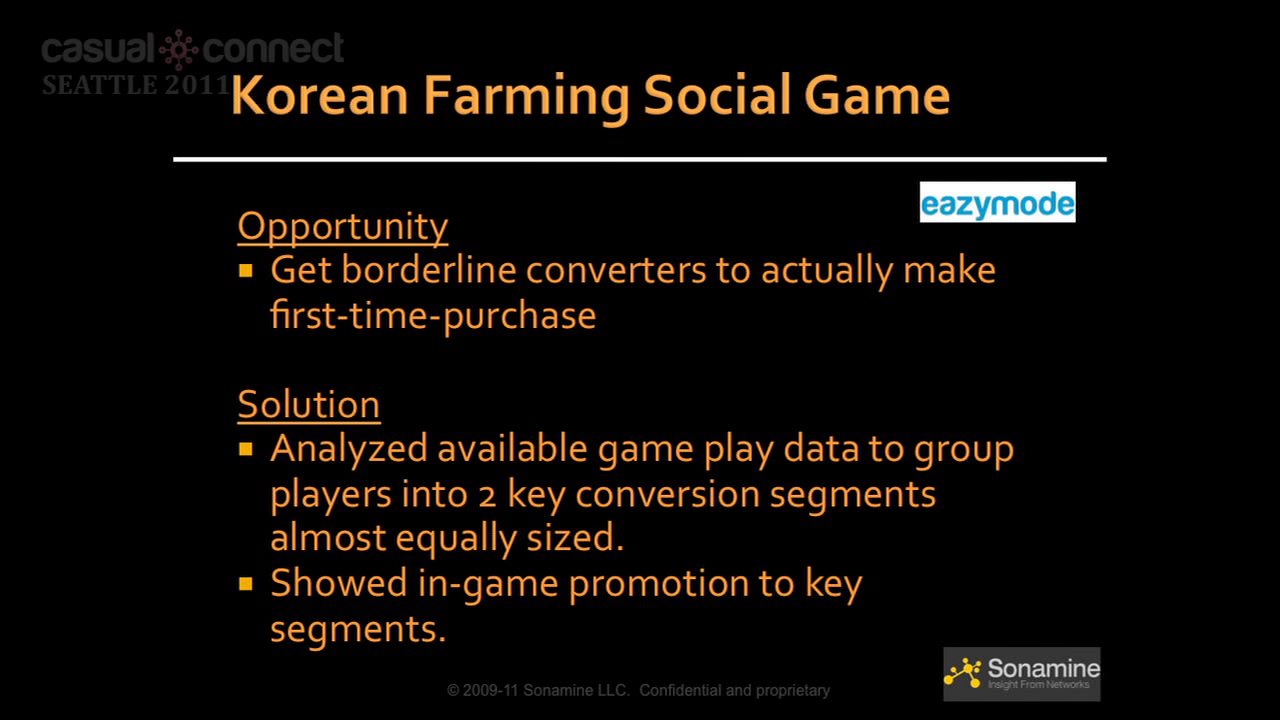 casual connect
SEATTLE 2011
Korean Farming Social Game
eazymode
Opportunity
Get borderline converters to actually make
first-time-purchase
Solution
Analyzed available game play data to group
players into 2 key conversion segments
almost equally sized.
Showed in-game promotion to key
segments.
Sonamine
Insight From Networks
© 2009-11 Sonamine LLC. Confidential and proprietary